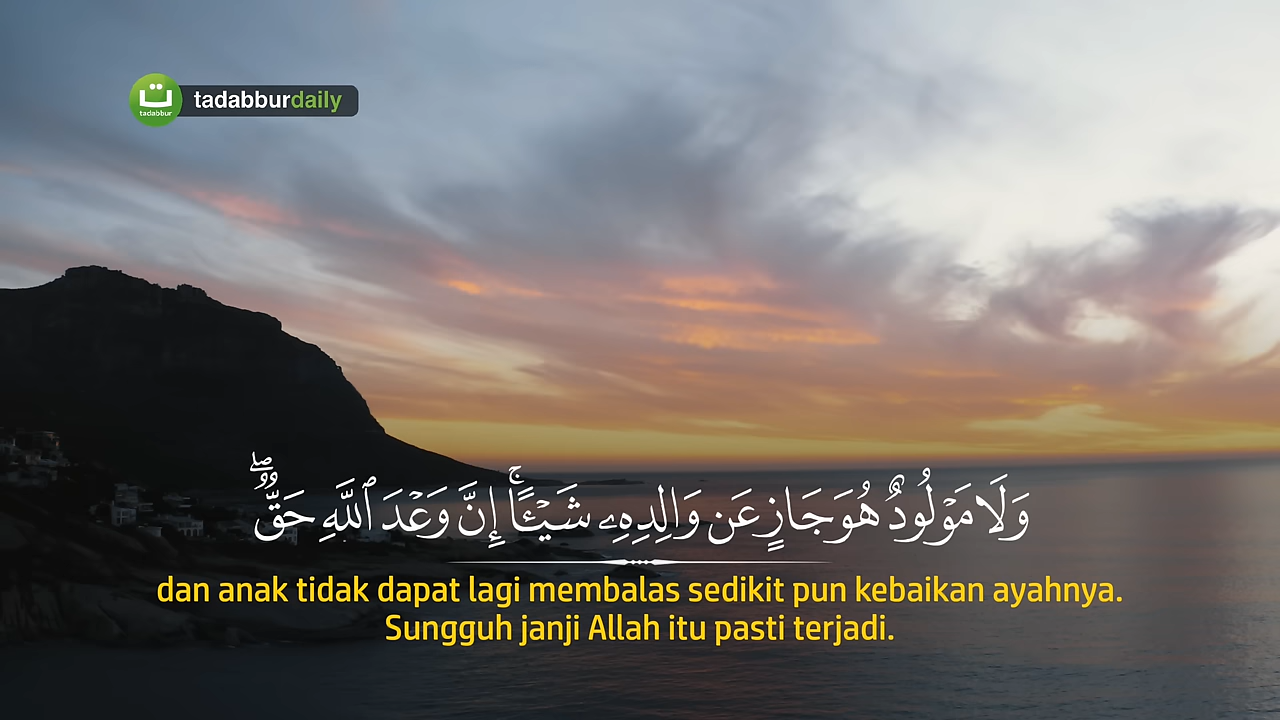 ت
tadabbur
tadabburdaily
وَلَا مَوْلُودٌ هُوَ جَازٍ عَن وَالِدِهِۦ شَيْـًٔا ۚ إِنَّ وَعْدَ ٱللَّهِ حَقٌّ ۖ
dan anak tidak dapat lagi membalas sedikit pun kebaikan ayahnya.
Sungguh janji Allah itu pasti terjadi.